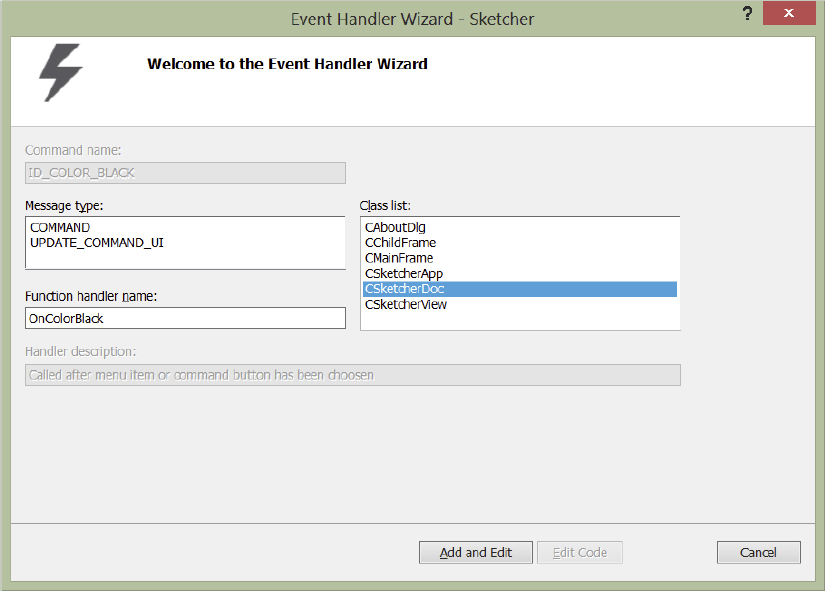 Event Handler Wizard - Sketcher
?
x
Welcome to the Event Handler Wizard
Command name:
ID_COLOR_BLACK
Message type:
COMMAND
UPDATE_COMMAND_UI
Class list:
CAboutDlg
CChildFrame
CMainFrame
CSketcherApp
CSketcherDoc
CSketcherView
Function handler name:
OnColorBlack
Handler description:
Called after menu item or command button has been choosen
Add and Edit
Edit Code
Cancel